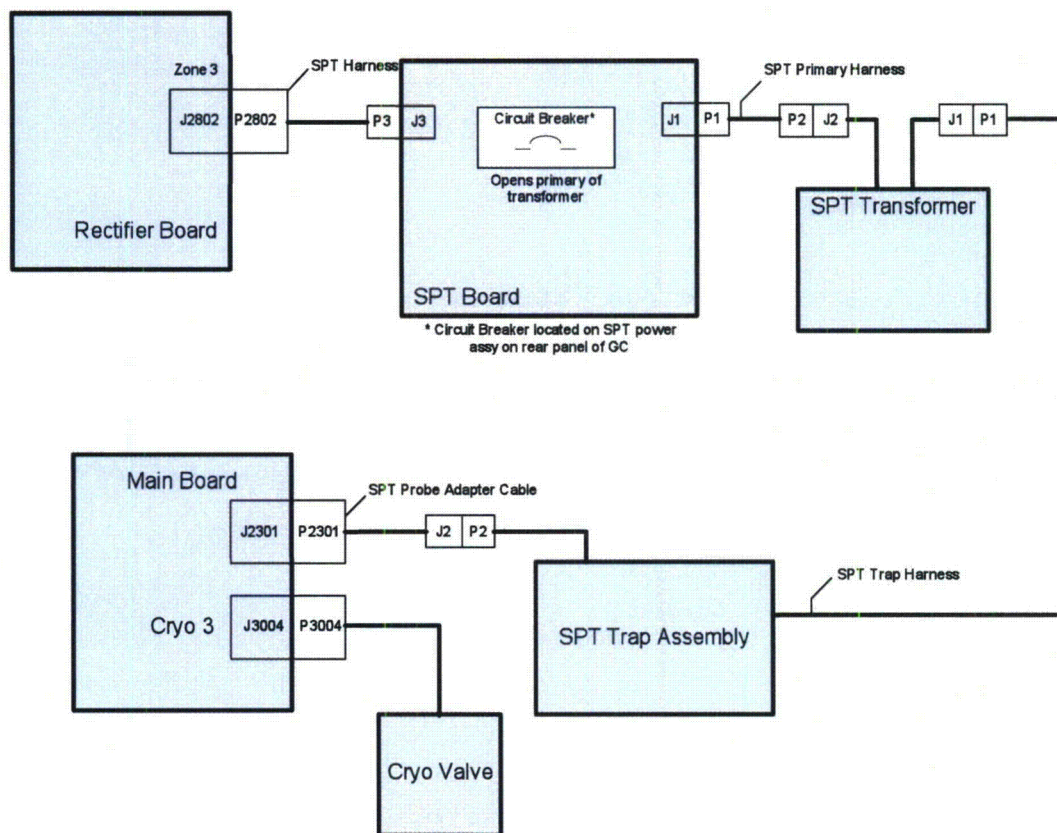 Zone 3
J2802
P2802
SPT Harness
Rectifier Board
P3
J3
Circuit Breaker*
Opens primary of
transformer
SPT Board
* Circuit Breaker located on SPT power
assy on rear panel of GC
J1
P1
SPT Primary Harness
P2
J2
J1
P1
SPT Transformer
Main Board
J2301
P2301
SPT Probe Adapter Cable
J2
P2
Cryo 3
J3004
P3004
Cryo Valve
SPT Trap Assembly
SPT Trap Harness